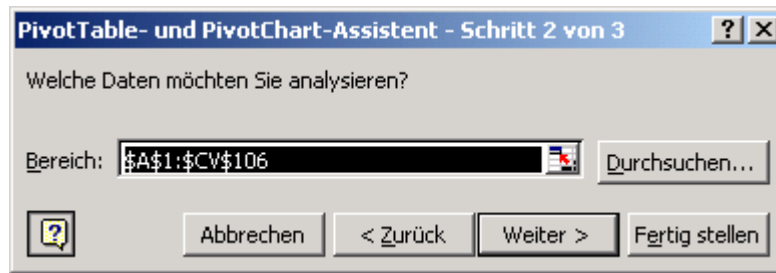 PivotTable- und PivotChart-Assistent - Schritt 2 von 3 ? X
Welche Daten möchten Sie analysieren?
Bereich: $A$1:$CV$106 Durchsuchen...
? Abbrechen < Zurück Weiter > Fertig stellen